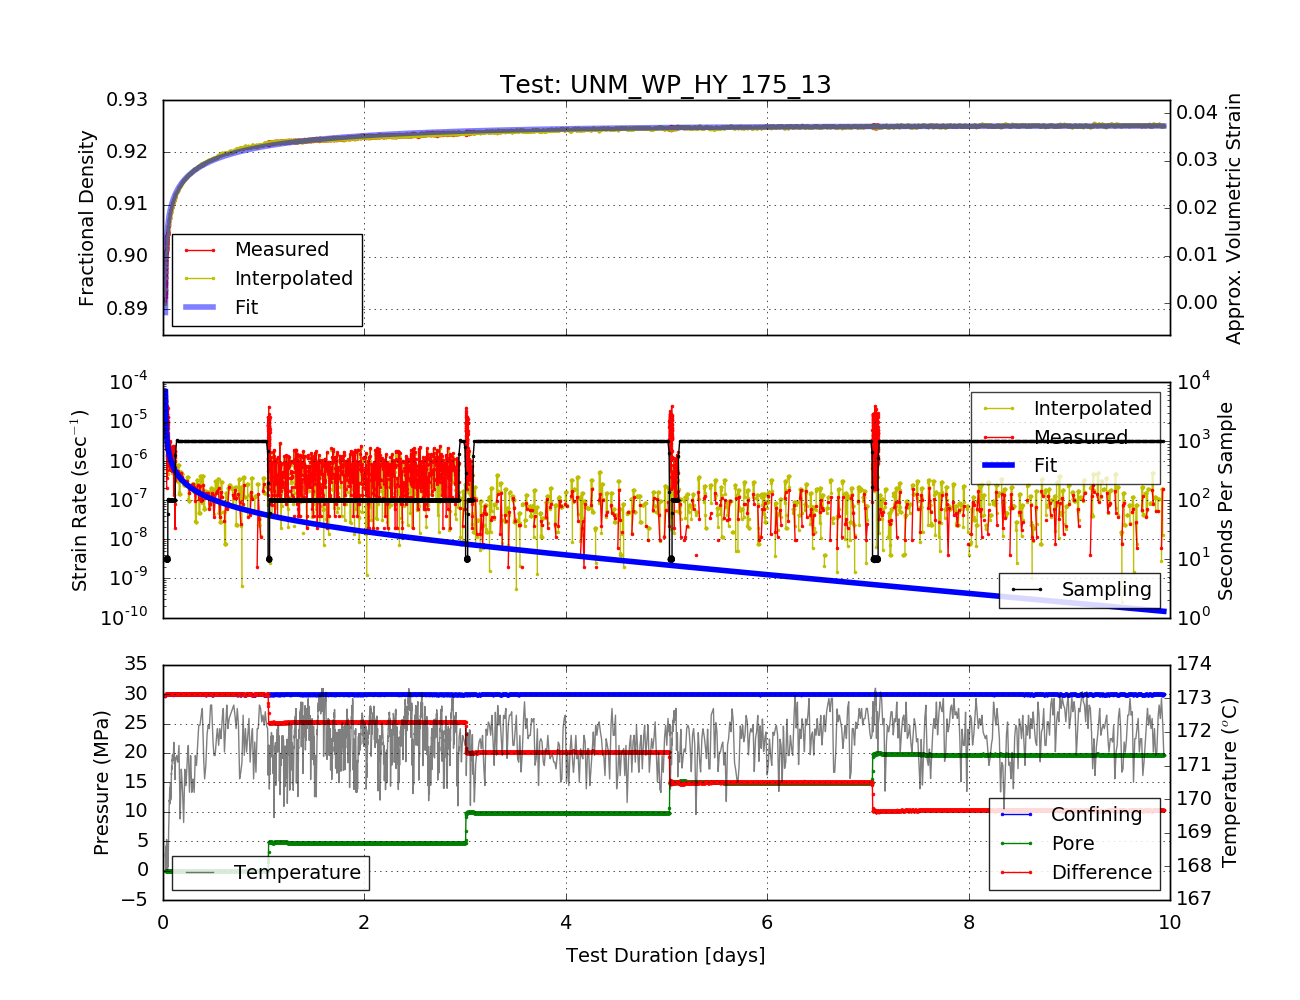 Test: UNM_WP_HY_175_13
0.93
0.92
0.91
0.90
0.89
Fractional Density
0.04
0.03
0.02
0.01
0.00
Approx. Volumetric Strain
Measured
Interpolated
Fit
10^-4
10^-5
10^-6
10^-7
10^-8
10^-9
10^-10
Strain Rate (sec^−1)
10^4
10^3
10^2
10^1
10^0
Seconds Per Sample
Interpolated
Measured
Fit
Sampling
35
30
25
20
15
10
5
0
−5
Pressure (MPa)
174
173
172
171
170
169
168
167
Temperature (°C)
Temperature
Confining
Pore
Difference
0 2 4 6 8 10
Test Duration [days]